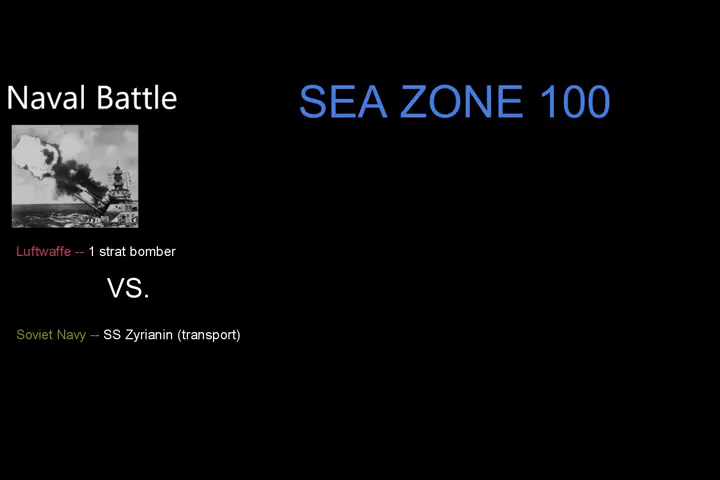 Naval Battle
SEA ZONE 100
Luftwaffe -- 1 strat bomber
VS.
Soviet Navy -- SS Zyrianin (transport)